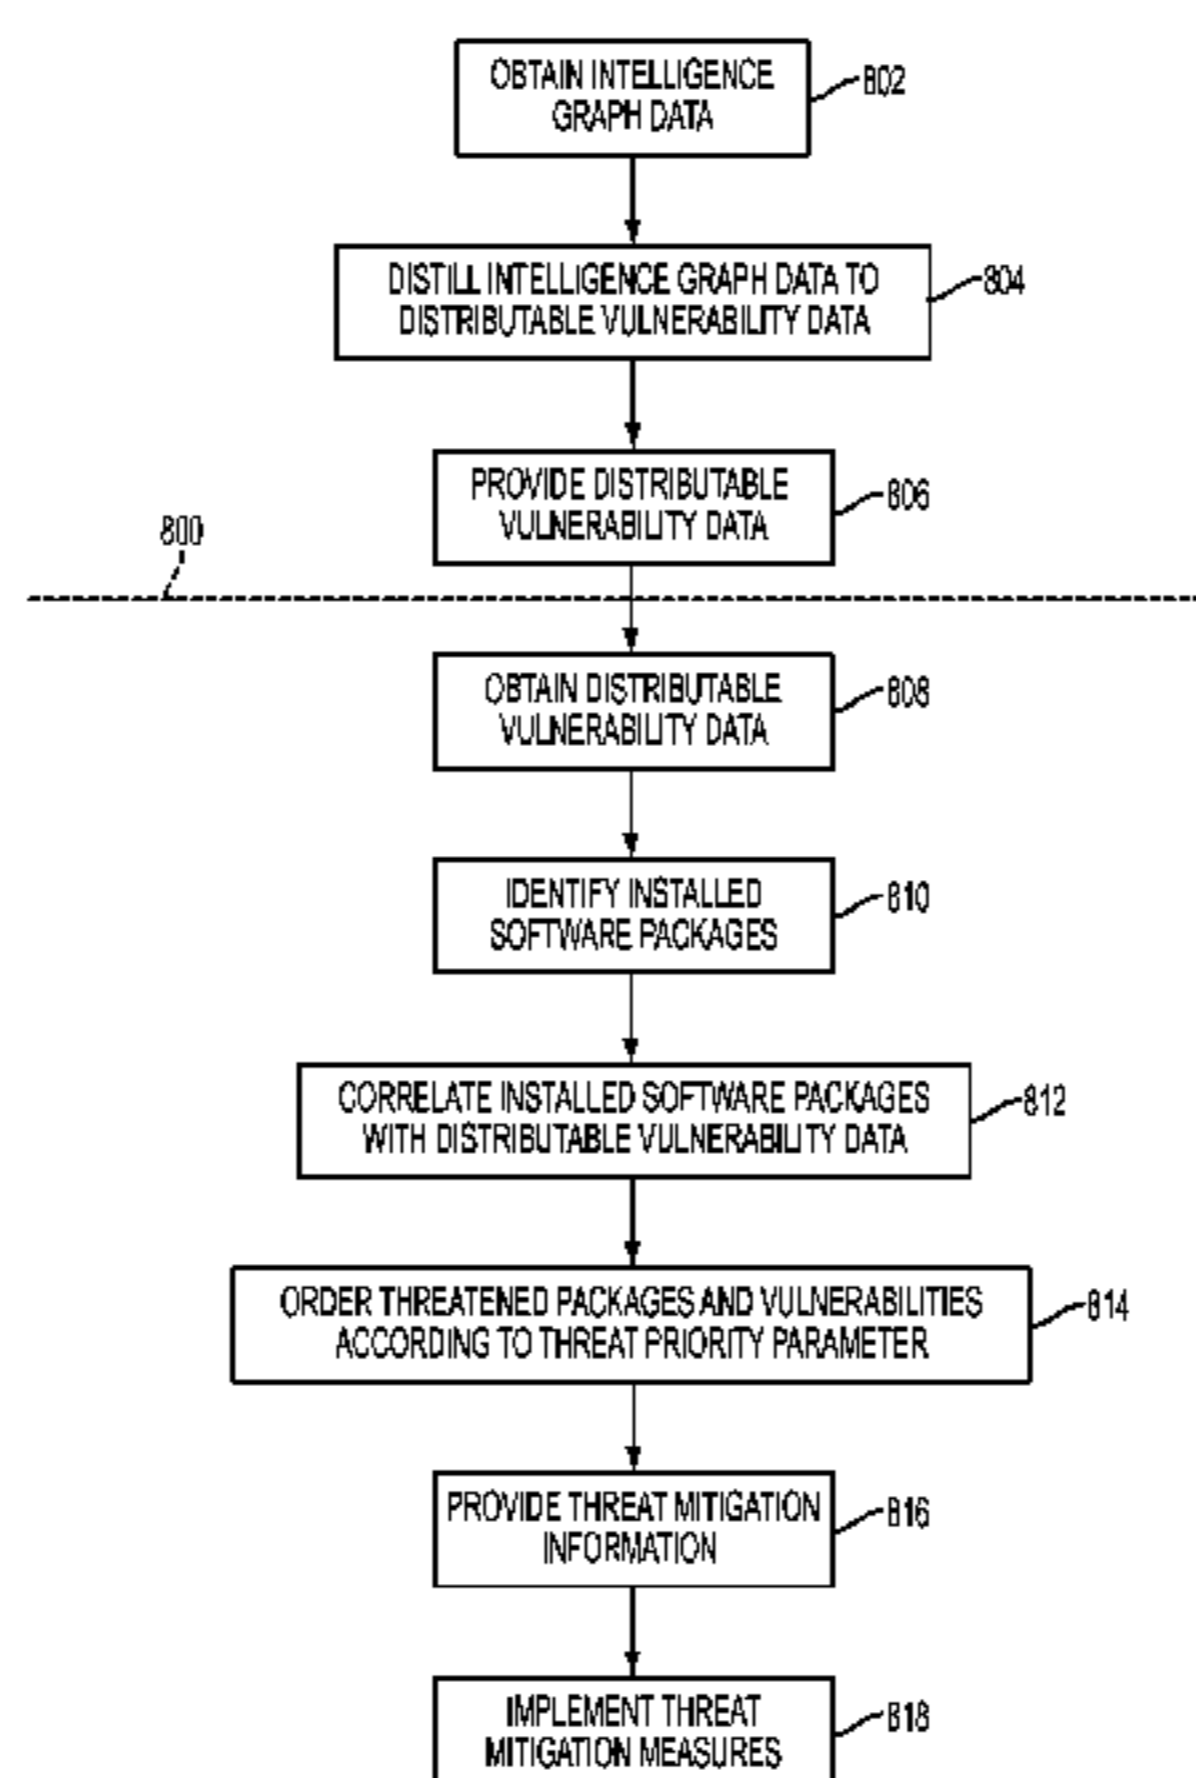 OBTAIN INTELLIGENCE
GRAPH DATA
802
DISTILL INTELLIGENCE GRAPH DATA TO
DISTRIBUTABLE VULNERABILITY DATA
804
PROVIDE DISTRIBUTABLE
VULNERABILITY DATA
806
800
OBTAIN DISTRIBUTABLE
VULNERABILITY DATA
808
IDENTIFY INSTALLED
SOFTWARE PACKAGES
810
CORRELATE INSTALLED SOFTWARE PACKAGES
WITH DISTRIBUTABLE VULNERABILITY DATA
812
ORDER THREATENED PACKAGES AND VULNERABILITIES
ACCORDING TO THREAT PRIORITY PARAMETER
814
PROVIDE THREAT MITIGATION
INFORMATION
816
IMPLEMENT THREAT
MITIGATION MEASURES
818